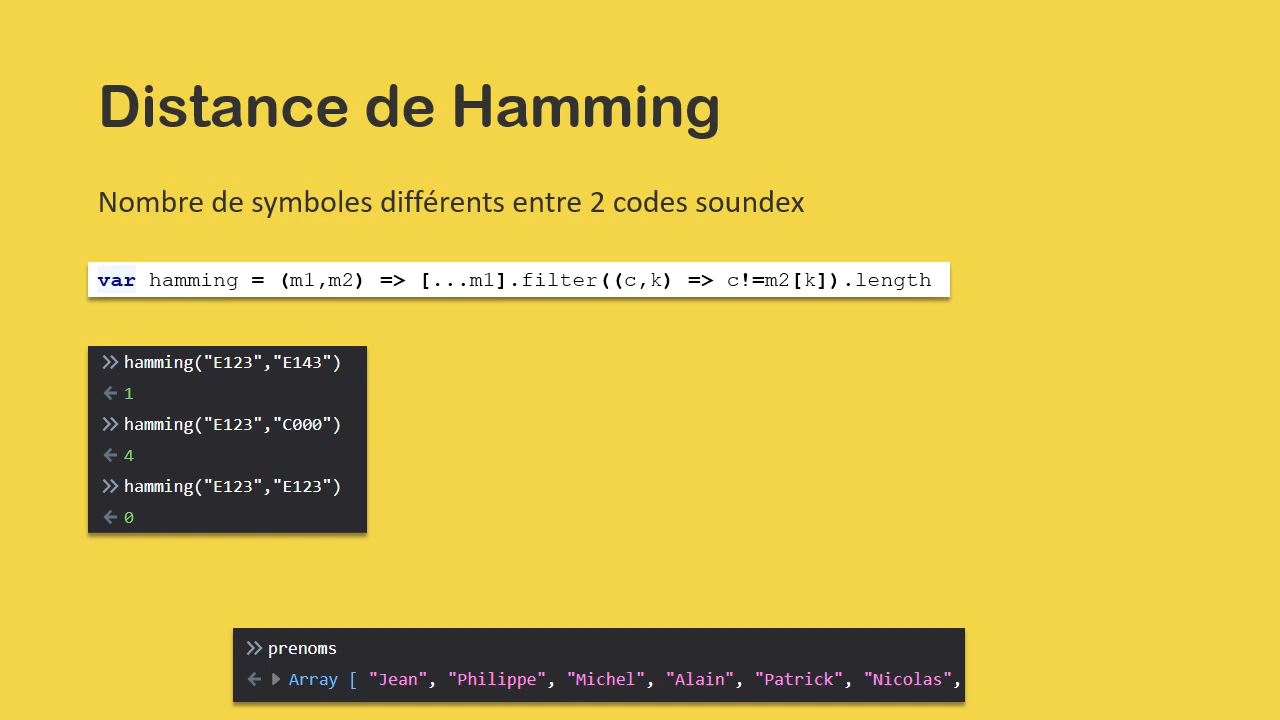 Distance de Hamming
Nombre de symboles différents entre 2 codes soundex
var hamming = (m1,m2) => [...m1].filter((c,k) => c!=m2[k]).length
hamming("E123","E143")
1
hamming("E123","C000")
4
hamming("E123","E123")
0
prenoms
Array [ "Jean", "Philippe", "Michel", "Alain", "Patrick", "Nicolas",